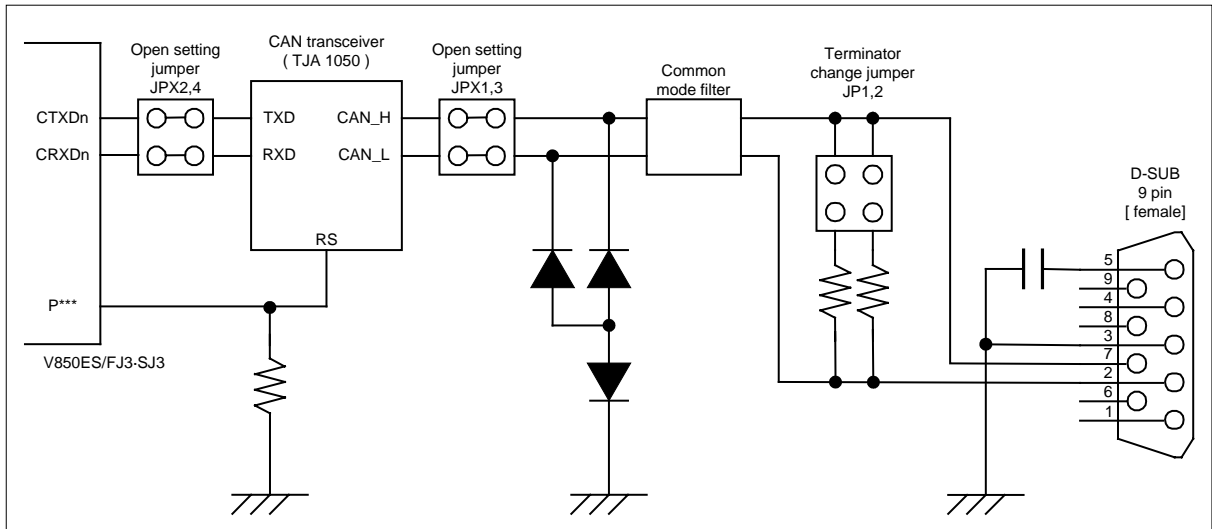 Open setting
jumper
JPX2,4
CAN transceiver
( TJA 1050 )
Open setting
jumper
JPX1,3
Common
mode filter
Terminator
change jumper
JP1,2
CTXDn
CRXDn
TXD
RXD
CAN_H
CAN_L
RS
P***
V850ES/FJ3·SJ3
D-SUB
9 pin
[ female]
5
9
4
8
3
7
2
6
1